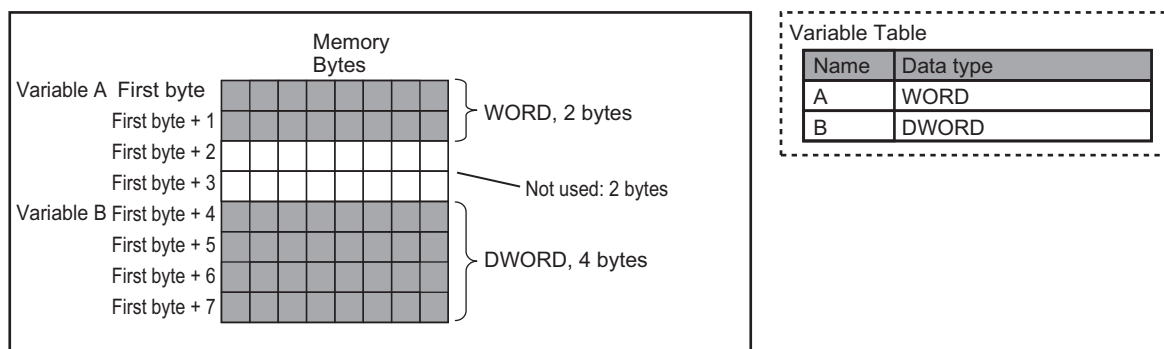 Memory
Bytes
Variable A First byte
First byte + 1
WORD, 2 bytes
First byte + 2
First byte + 3
Not used: 2 bytes
Variable B First byte + 4
First byte + 5
DWORD, 4 bytes
First byte + 6
First byte + 7
Variable Table
Name Data type
A WORD
B DWORD